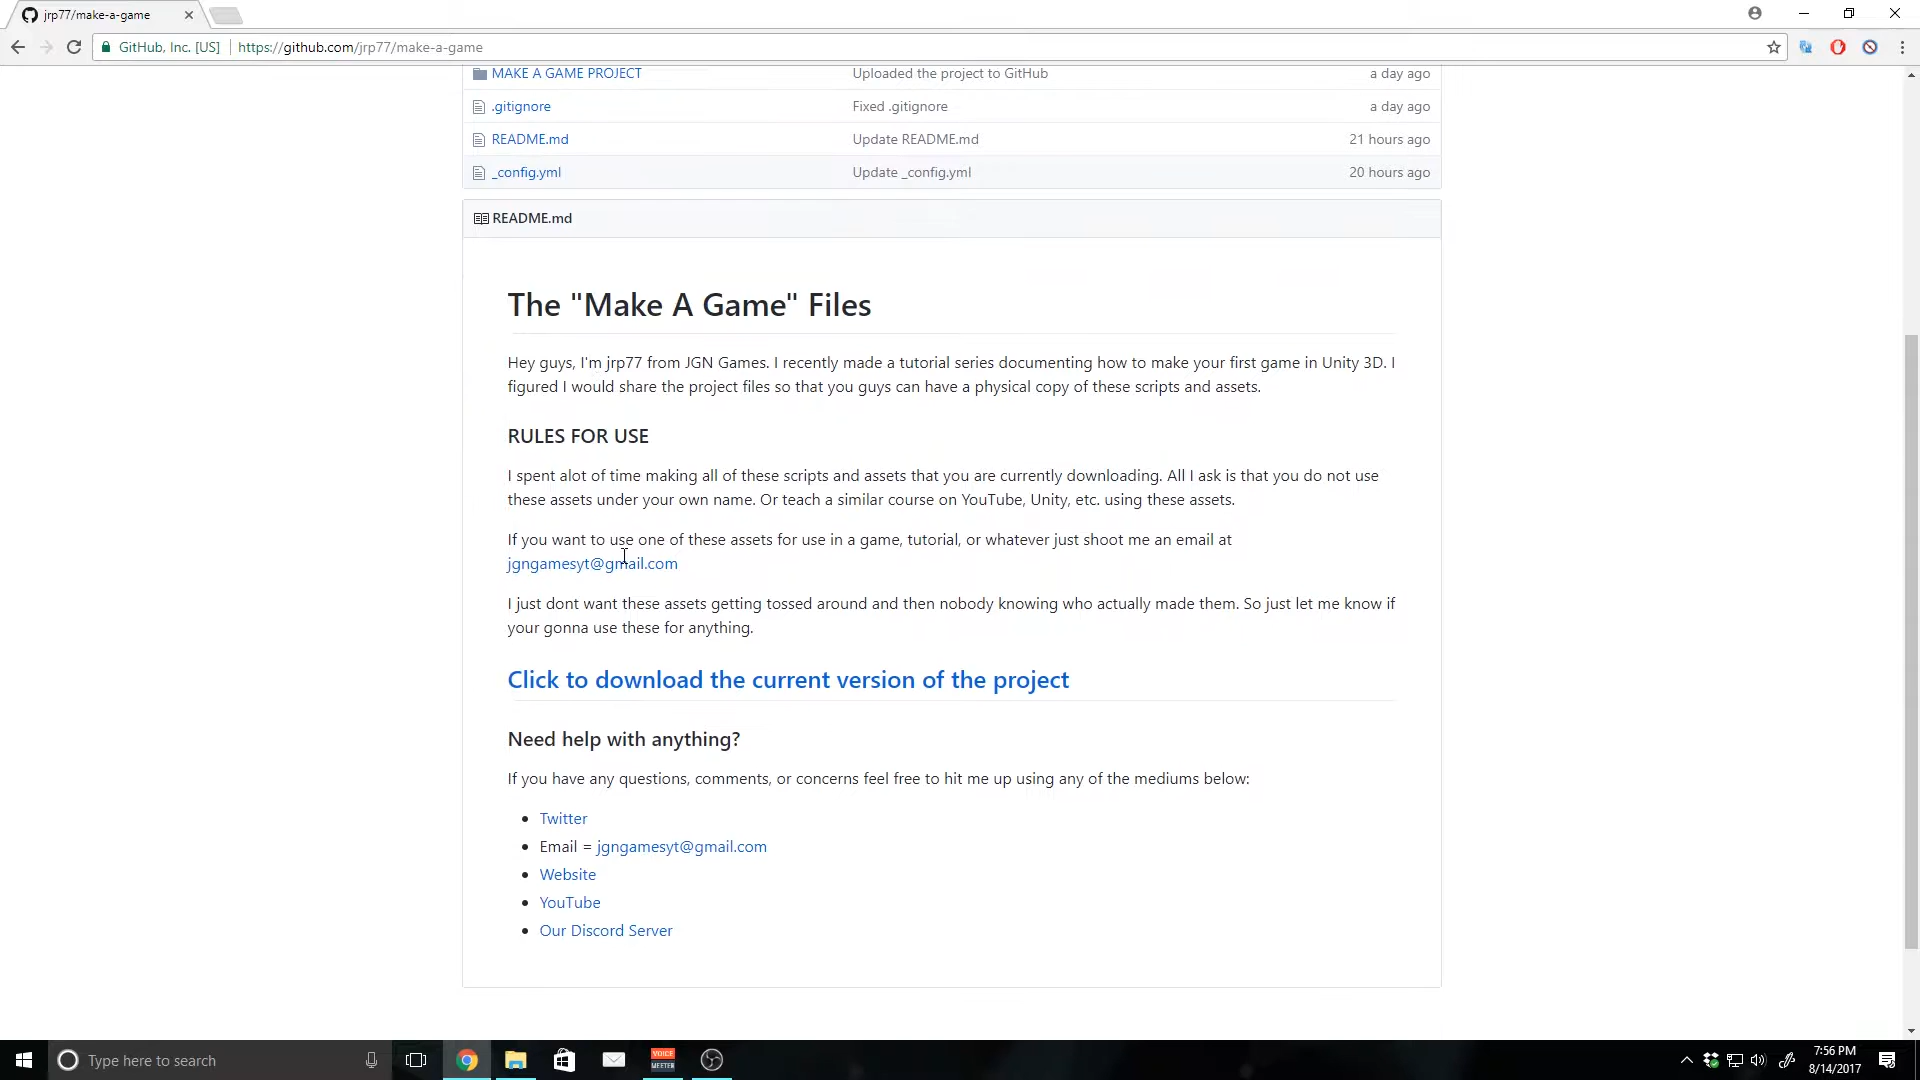 jrp77/make-a-game
GitHub, Inc. [US] https://github.com/jrp77/make-a-game
MAKE A GAME PROJECT Uploaded the project to GitHub a day ago
.gitignore Fixed .gitignore a day ago
README.md Update README.md 21 hours ago
_config.yml Update _config.yml 20 hours ago
README.md
The "Make A Game" Files
Hey guys, I'm jrp77 from JGN Games. I recently made a tutorial series documenting how to make your first game in Unity 3D. I
figured I would share the project files so that you guys can have a physical copy of these scripts and assets.
RULES FOR USE
I spent alot of time making all of these scripts and assets that you are currently downloading. All I ask is that you do not use
these assets under your own name. Or teach a similar course on YouTube, Unity, etc. using these assets.
If you want to use one of these assets for use in a game, tutorial, or whatever just shoot me an email at
jgngamesyt@gmail.com
I just dont want these assets getting tossed around and then nobody knowing who actually made them. So just let me know if
your gonna use these for anything.
Click to download the current version of the project
Need help with anything?
If you have any questions, comments, or concerns feel free to hit me up using any of the mediums below:
Twitter
Email = jgngamesyt@gmail.com
Website
YouTube
Our Discord Server
Type here to search
VOICE
MEETER
7:56 PM
8/14/2017